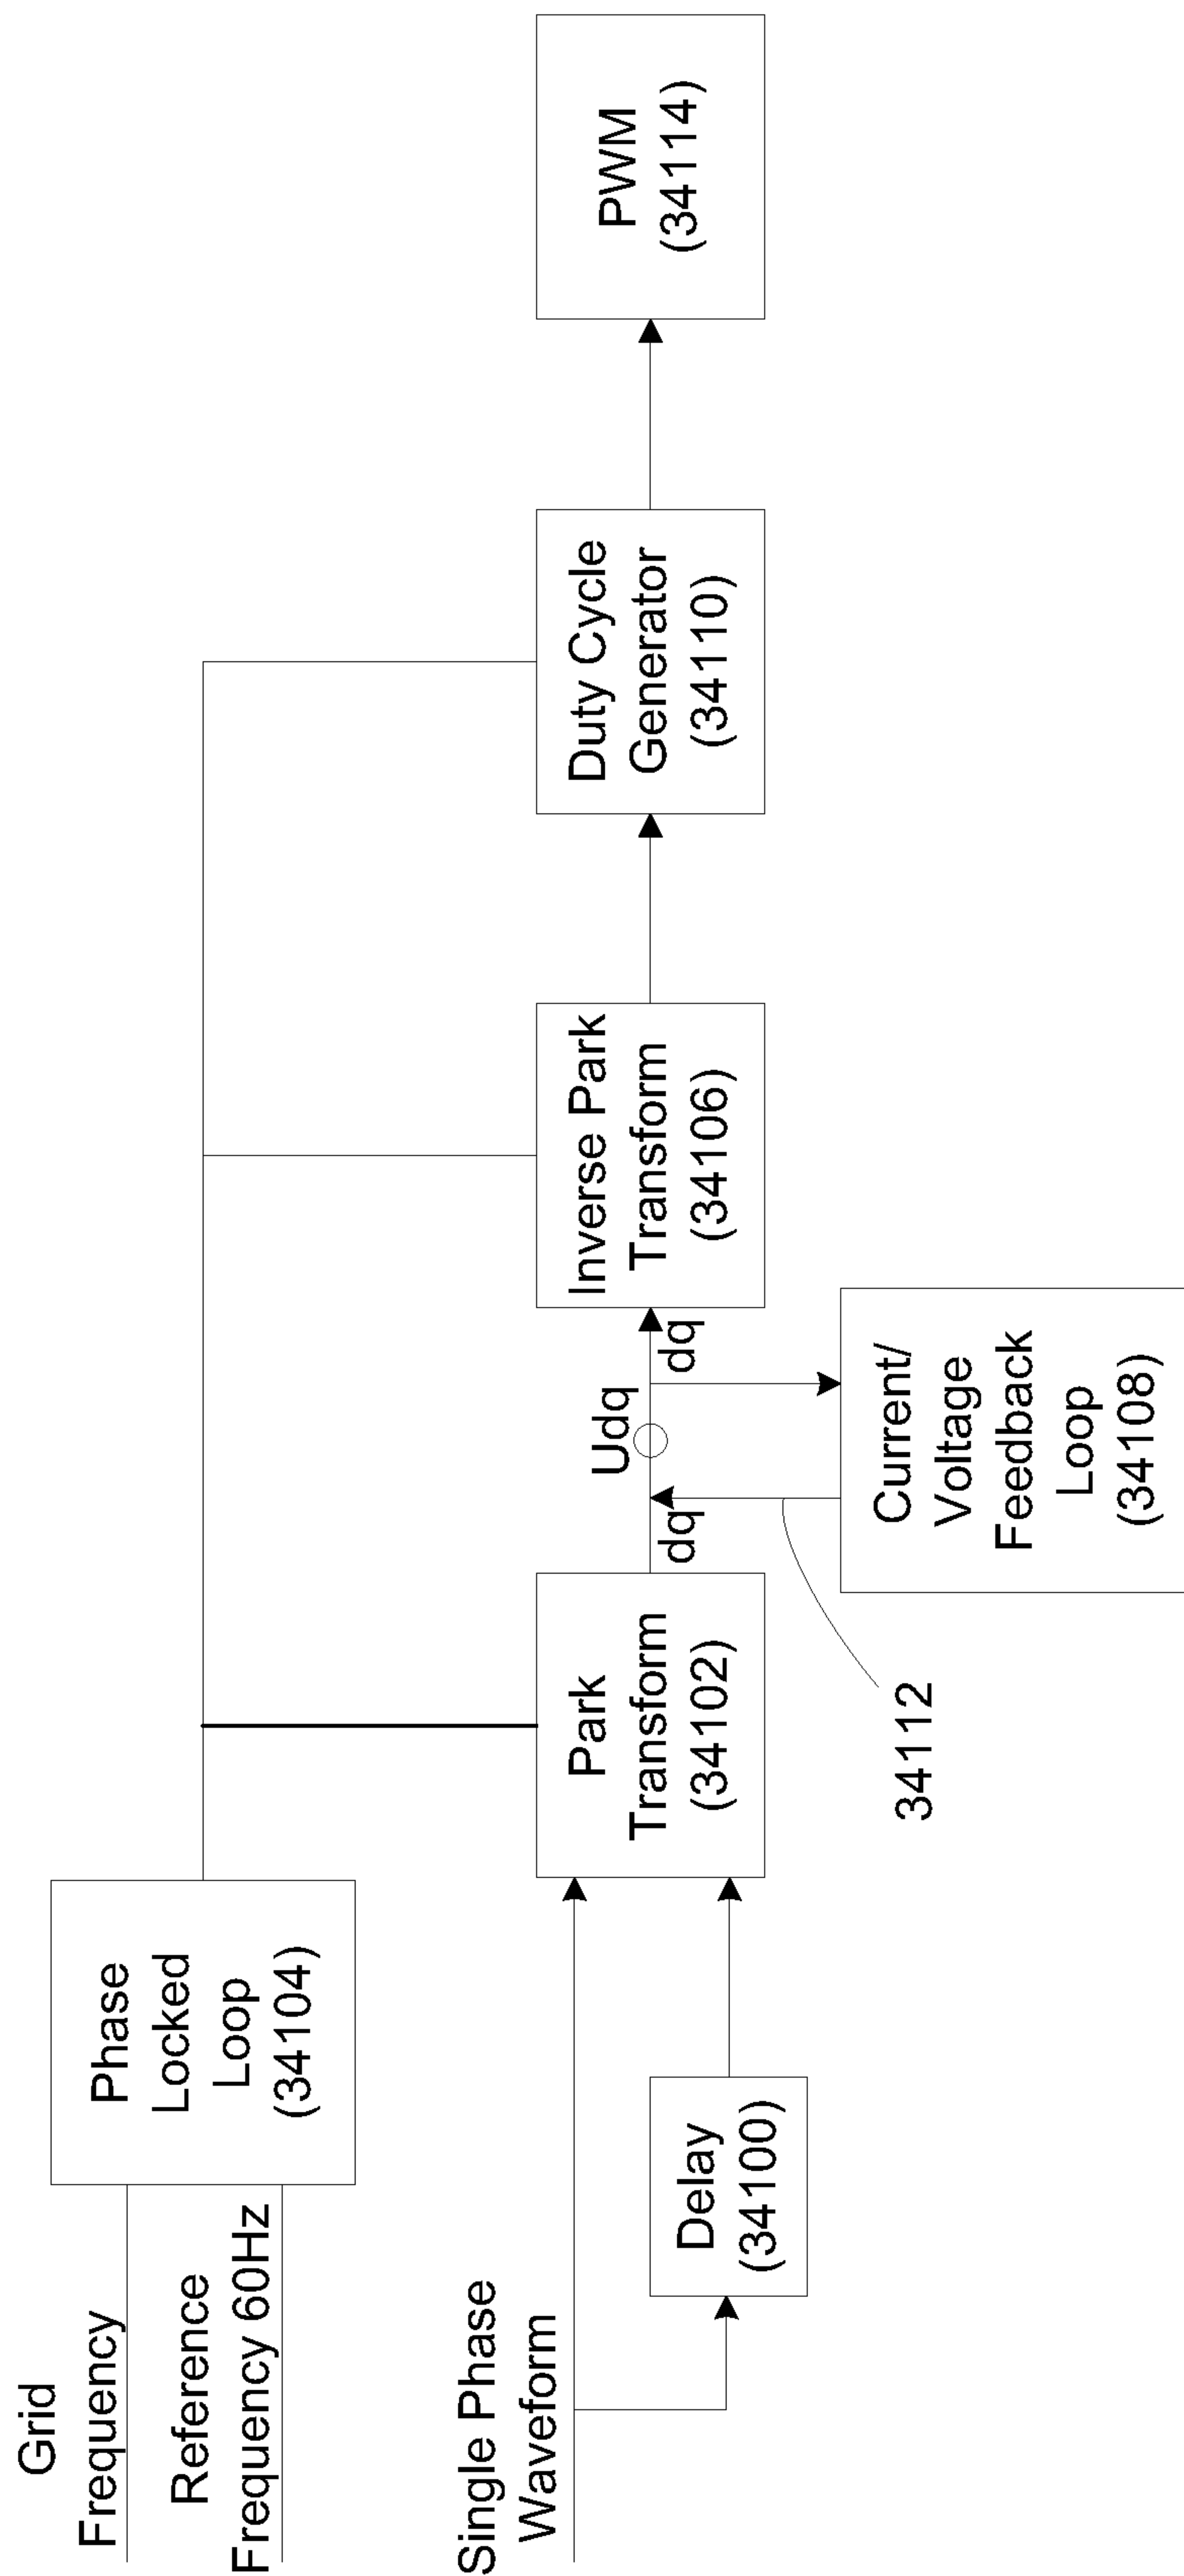 Grid
Frequency
Reference
Frequency 60Hz
Phase
Locked
Loop
(34104)
Single Phase
Waveform
Delay
(34100)
Park
Transform
(34102)
dq
Udq
dq
34112
Current/
Voltage
Feedback
Loop
(34108)
Inverse Park
Transform
(34106)
Duty Cycle
Generator
(34110)
PWM
(34114)